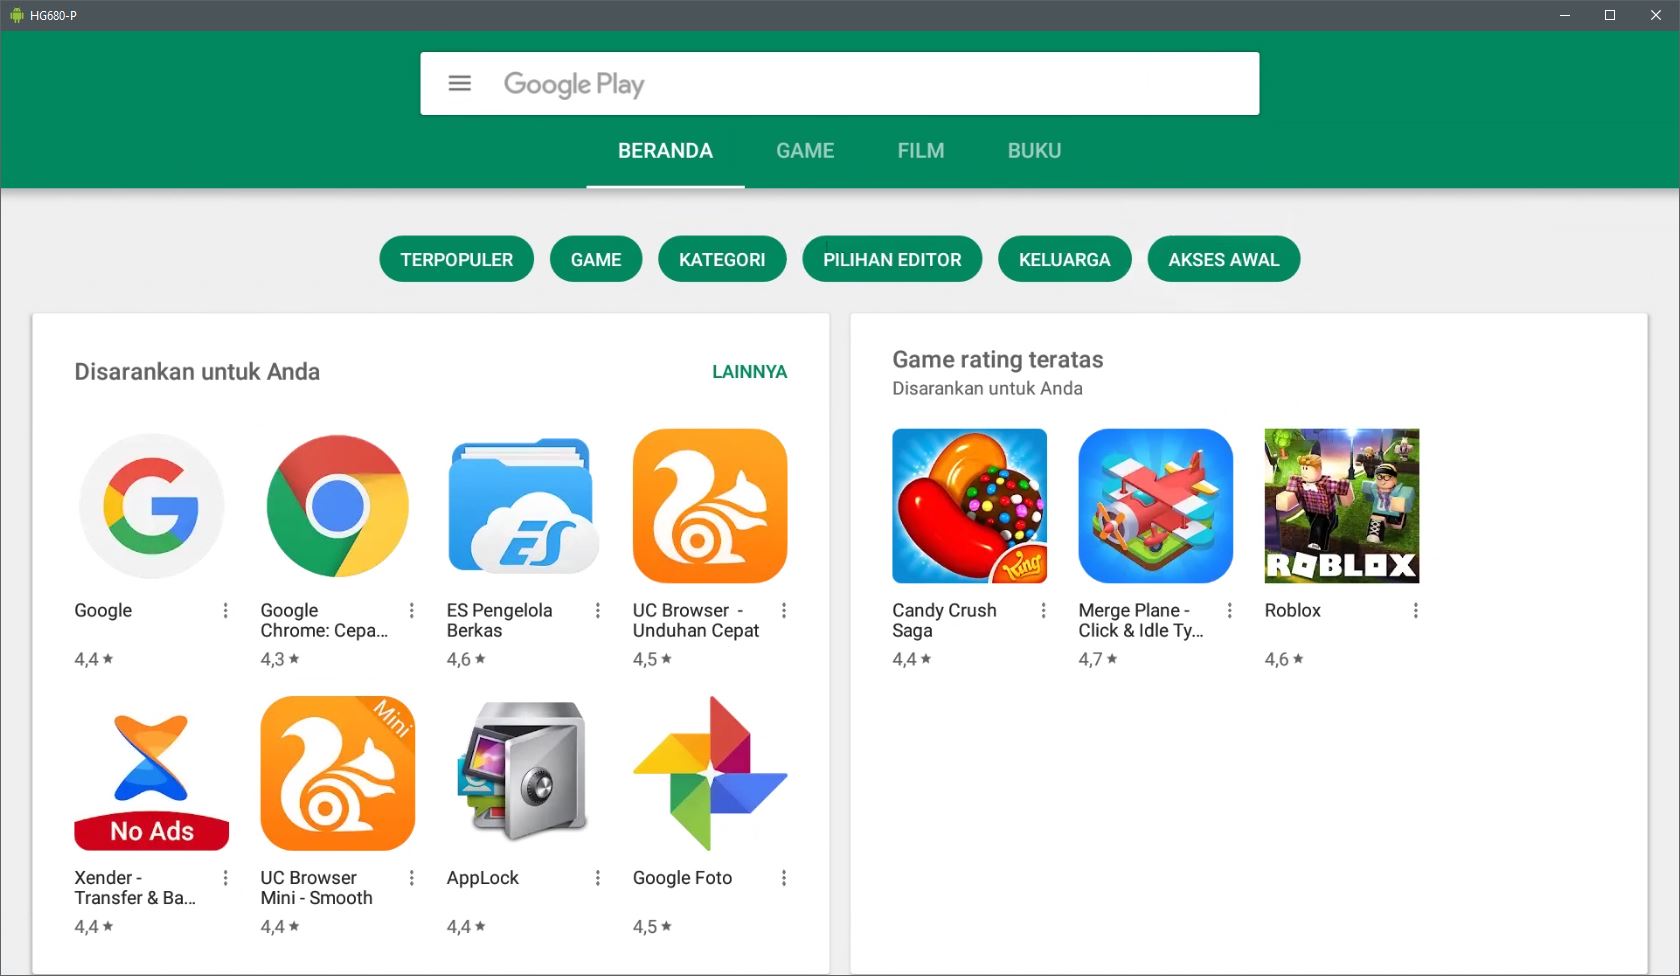 HG680-P
Google Play
BERANDA GAME FILM BUKU
TERPOPULER GAME KATEGORI PILIHAN EDITOR KELUARGA AKSES AWAL
Disarankan untuk Anda LAINNYA
Game rating teratas
Disarankan untuk Anda
ES
King
ROBLOX
Google
Google
Chrome: Cepa...
ES Pengelola
Berkas
UC Browser -
Unduhan Cepat
4,4 ★ 4,3 ★ 4,6 ★ 4,5 ★
Candy Crush
Saga
Merge Plane -
Click & Idle Ty...
Roblox
4,4 ★ 4,7 ★ 4,6 ★
Mini
No Ads
Xender -
Transfer & Ba...
UC Browser
Mini - Smooth
AppLock
Google Foto
4,4 ★ 4,4 ★ 4,4 ★ 4,5 ★